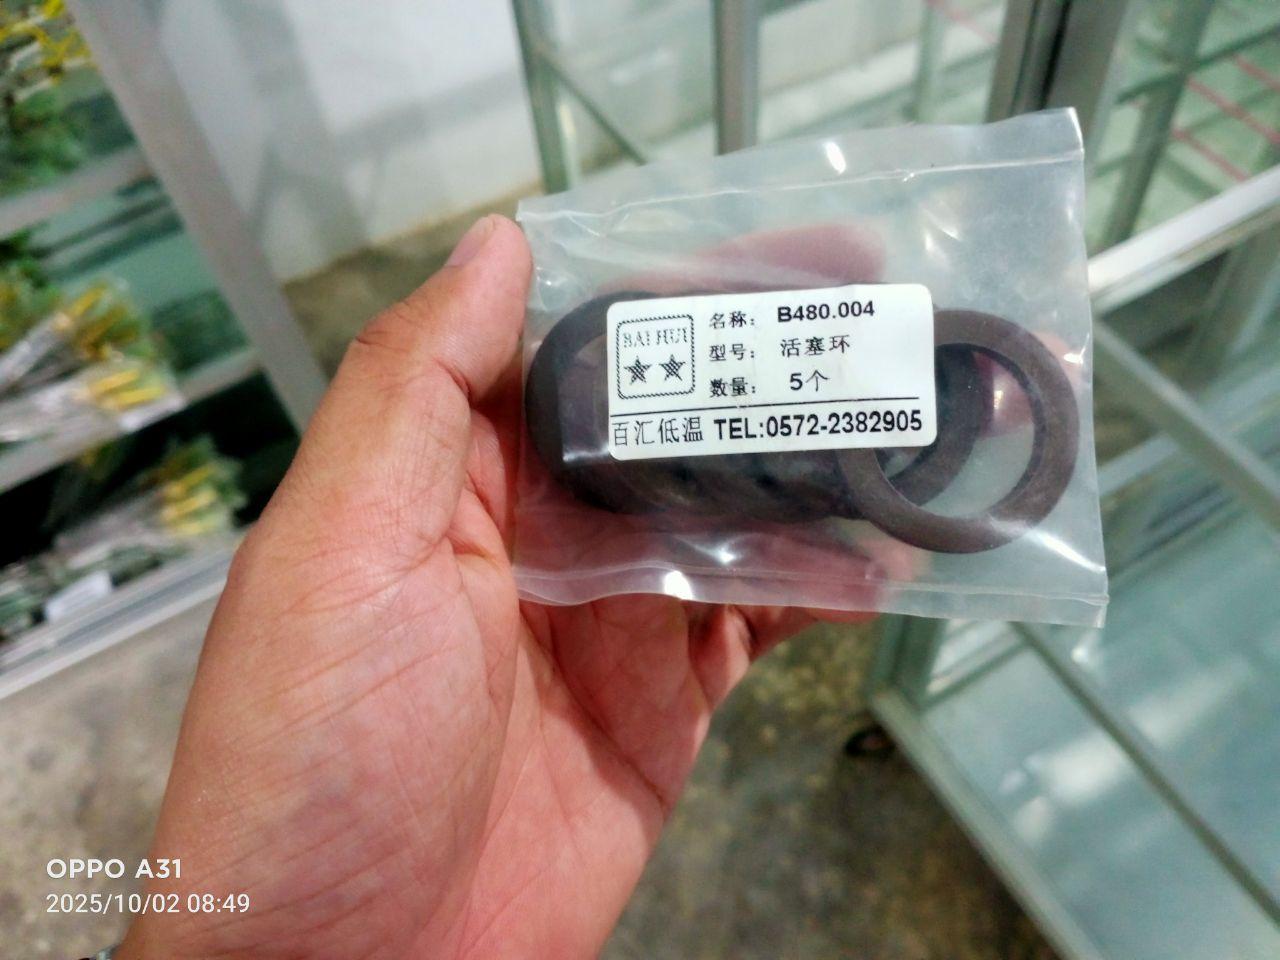 BAI HUI
名称： B480.004
型号： 活塞环
数量： 5个
百汇低温 TEL:0572-2382905
OPPO A31
2025/10/02 08:49